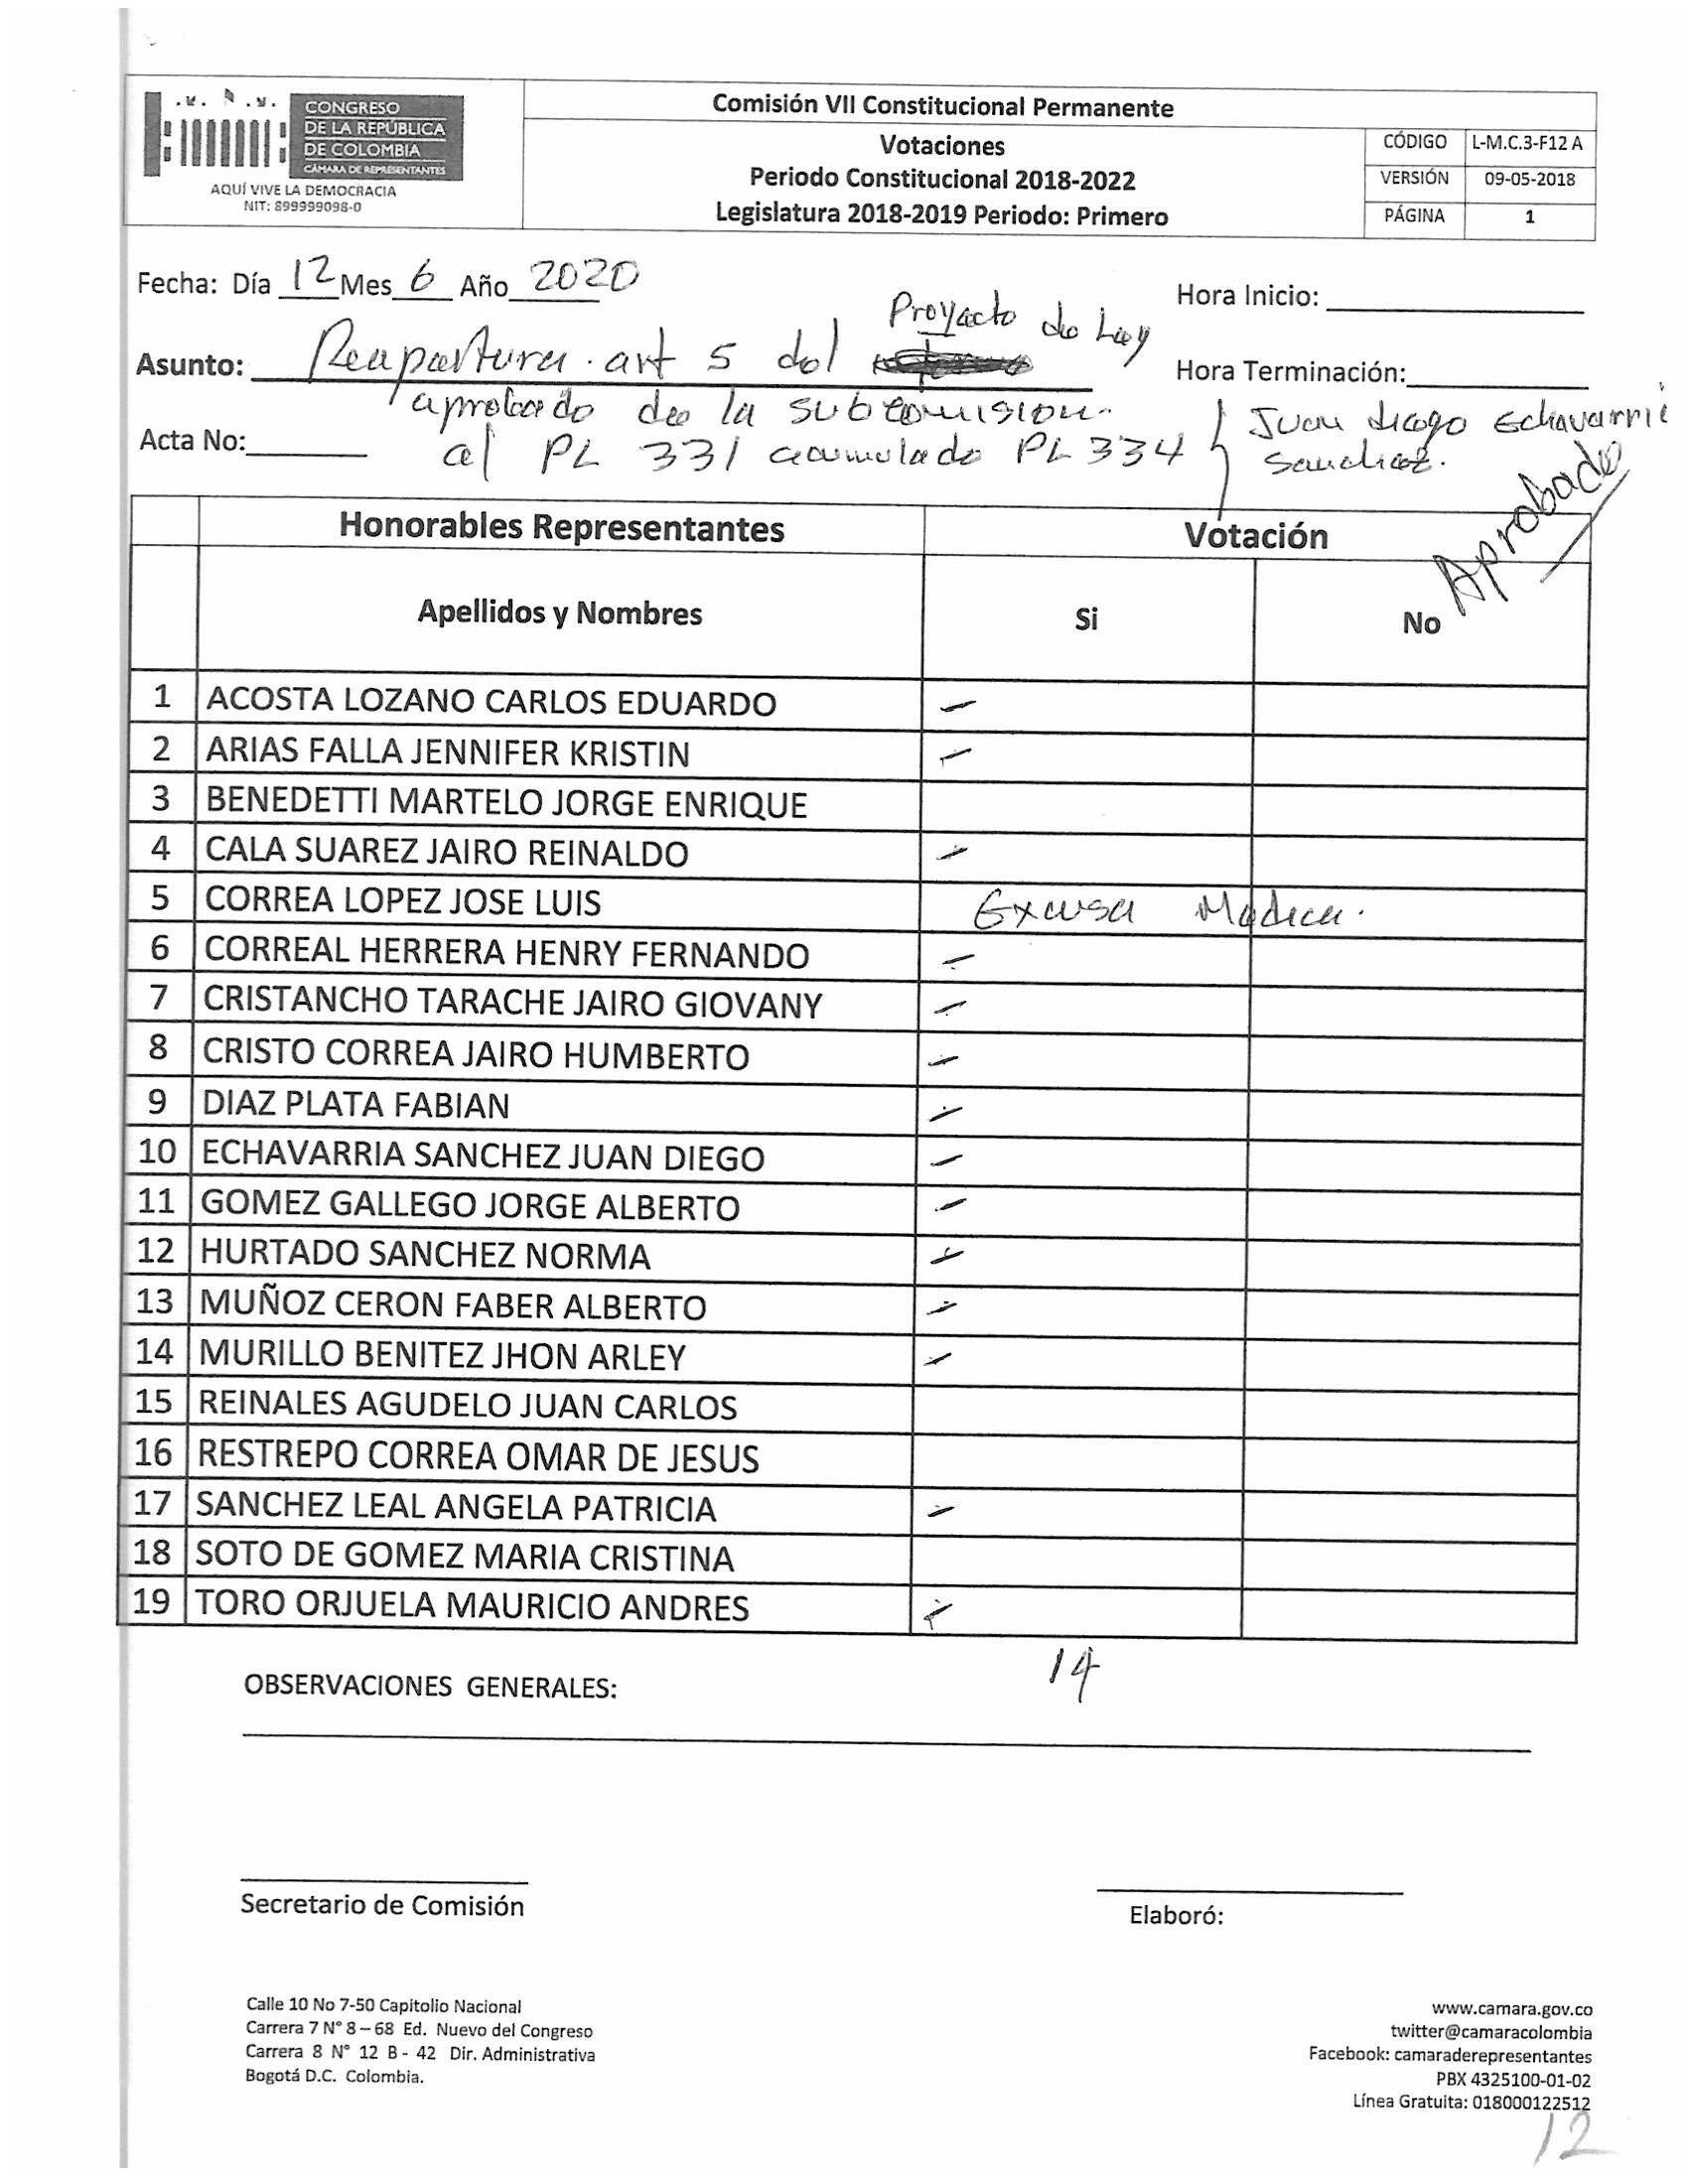 CONGRESO
DE LA REPÚBLICA
DE COLOMBIA
CÁMARA DE REPRESENTANTES
AQUÍ VIVE LA DEMOCRACIA
NIT: 899999098-0
Comisión VII Constitucional Permanente
Votaciones
Periodo Constitucional 2018-2022
Legislatura 2018-2019 Periodo: Primero
CÓDIGO L-M.C.3-F12 A
VERSIÓN 09-05-2018
PÁGINA 1
Fecha: Día 12 Mes 6 Año 2020
Hora Inicio:
Proyecto de Ley
Asunto: Reapertura art 5 del
Hora Terminación:
aprobado de la subcomision
Acta No:
al PL 331 acumulado PL 334
Juan Diego Echavarria
Sanchez.
Aprobado
Honorables Representantes Votación
Apellidos y Nombres Si No
1 ACOSTA LOZANO CARLOS EDUARDO
2 ARIAS FALLA JENNIFER KRISTIN
3 BENEDETTI MARTELO JORGE ENRIQUE
4 CALA SUAREZ JAIRO REINALDO
5 CORREA LOPEZ JOSE LUIS Excusa Medica.
6 CORREAL HERRERA HENRY FERNANDO
7 CRISTANCHO TARACHE JAIRO GIOVANY
8 CRISTO CORREA JAIRO HUMBERTO
9 DIAZ PLATA FABIAN
10 ECHAVARRIA SANCHEZ JUAN DIEGO
11 GOMEZ GALLEGO JORGE ALBERTO
12 HURTADO SANCHEZ NORMA
13 MUÑOZ CERON FABER ALBERTO
14 MURILLO BENITEZ JHON ARLEY
15 REINALES AGUDELO JUAN CARLOS
16 RESTREPO CORREA OMAR DE JESUS
17 SANCHEZ LEAL ANGELA PATRICIA
18 SOTO DE GOMEZ MARIA CRISTINA
19 TORO ORJUELA MAURICIO ANDRES
14
OBSERVACIONES GENERALES:
Secretario de Comisión
Elaboró:
Calle 10 No 7-50 Capitolio Nacional
Carrera 7 N° 8 – 68 Ed. Nuevo del Congreso
Carrera 8 N° 12 B - 42 Dir. Administrativa
Bogotá D.C. Colombia.
www.camara.gov.co
twitter@camaracolombia
Facebook: camaraderepresentantes
PBX 4325100-01-02
Línea Gratuita: 018000122512
12